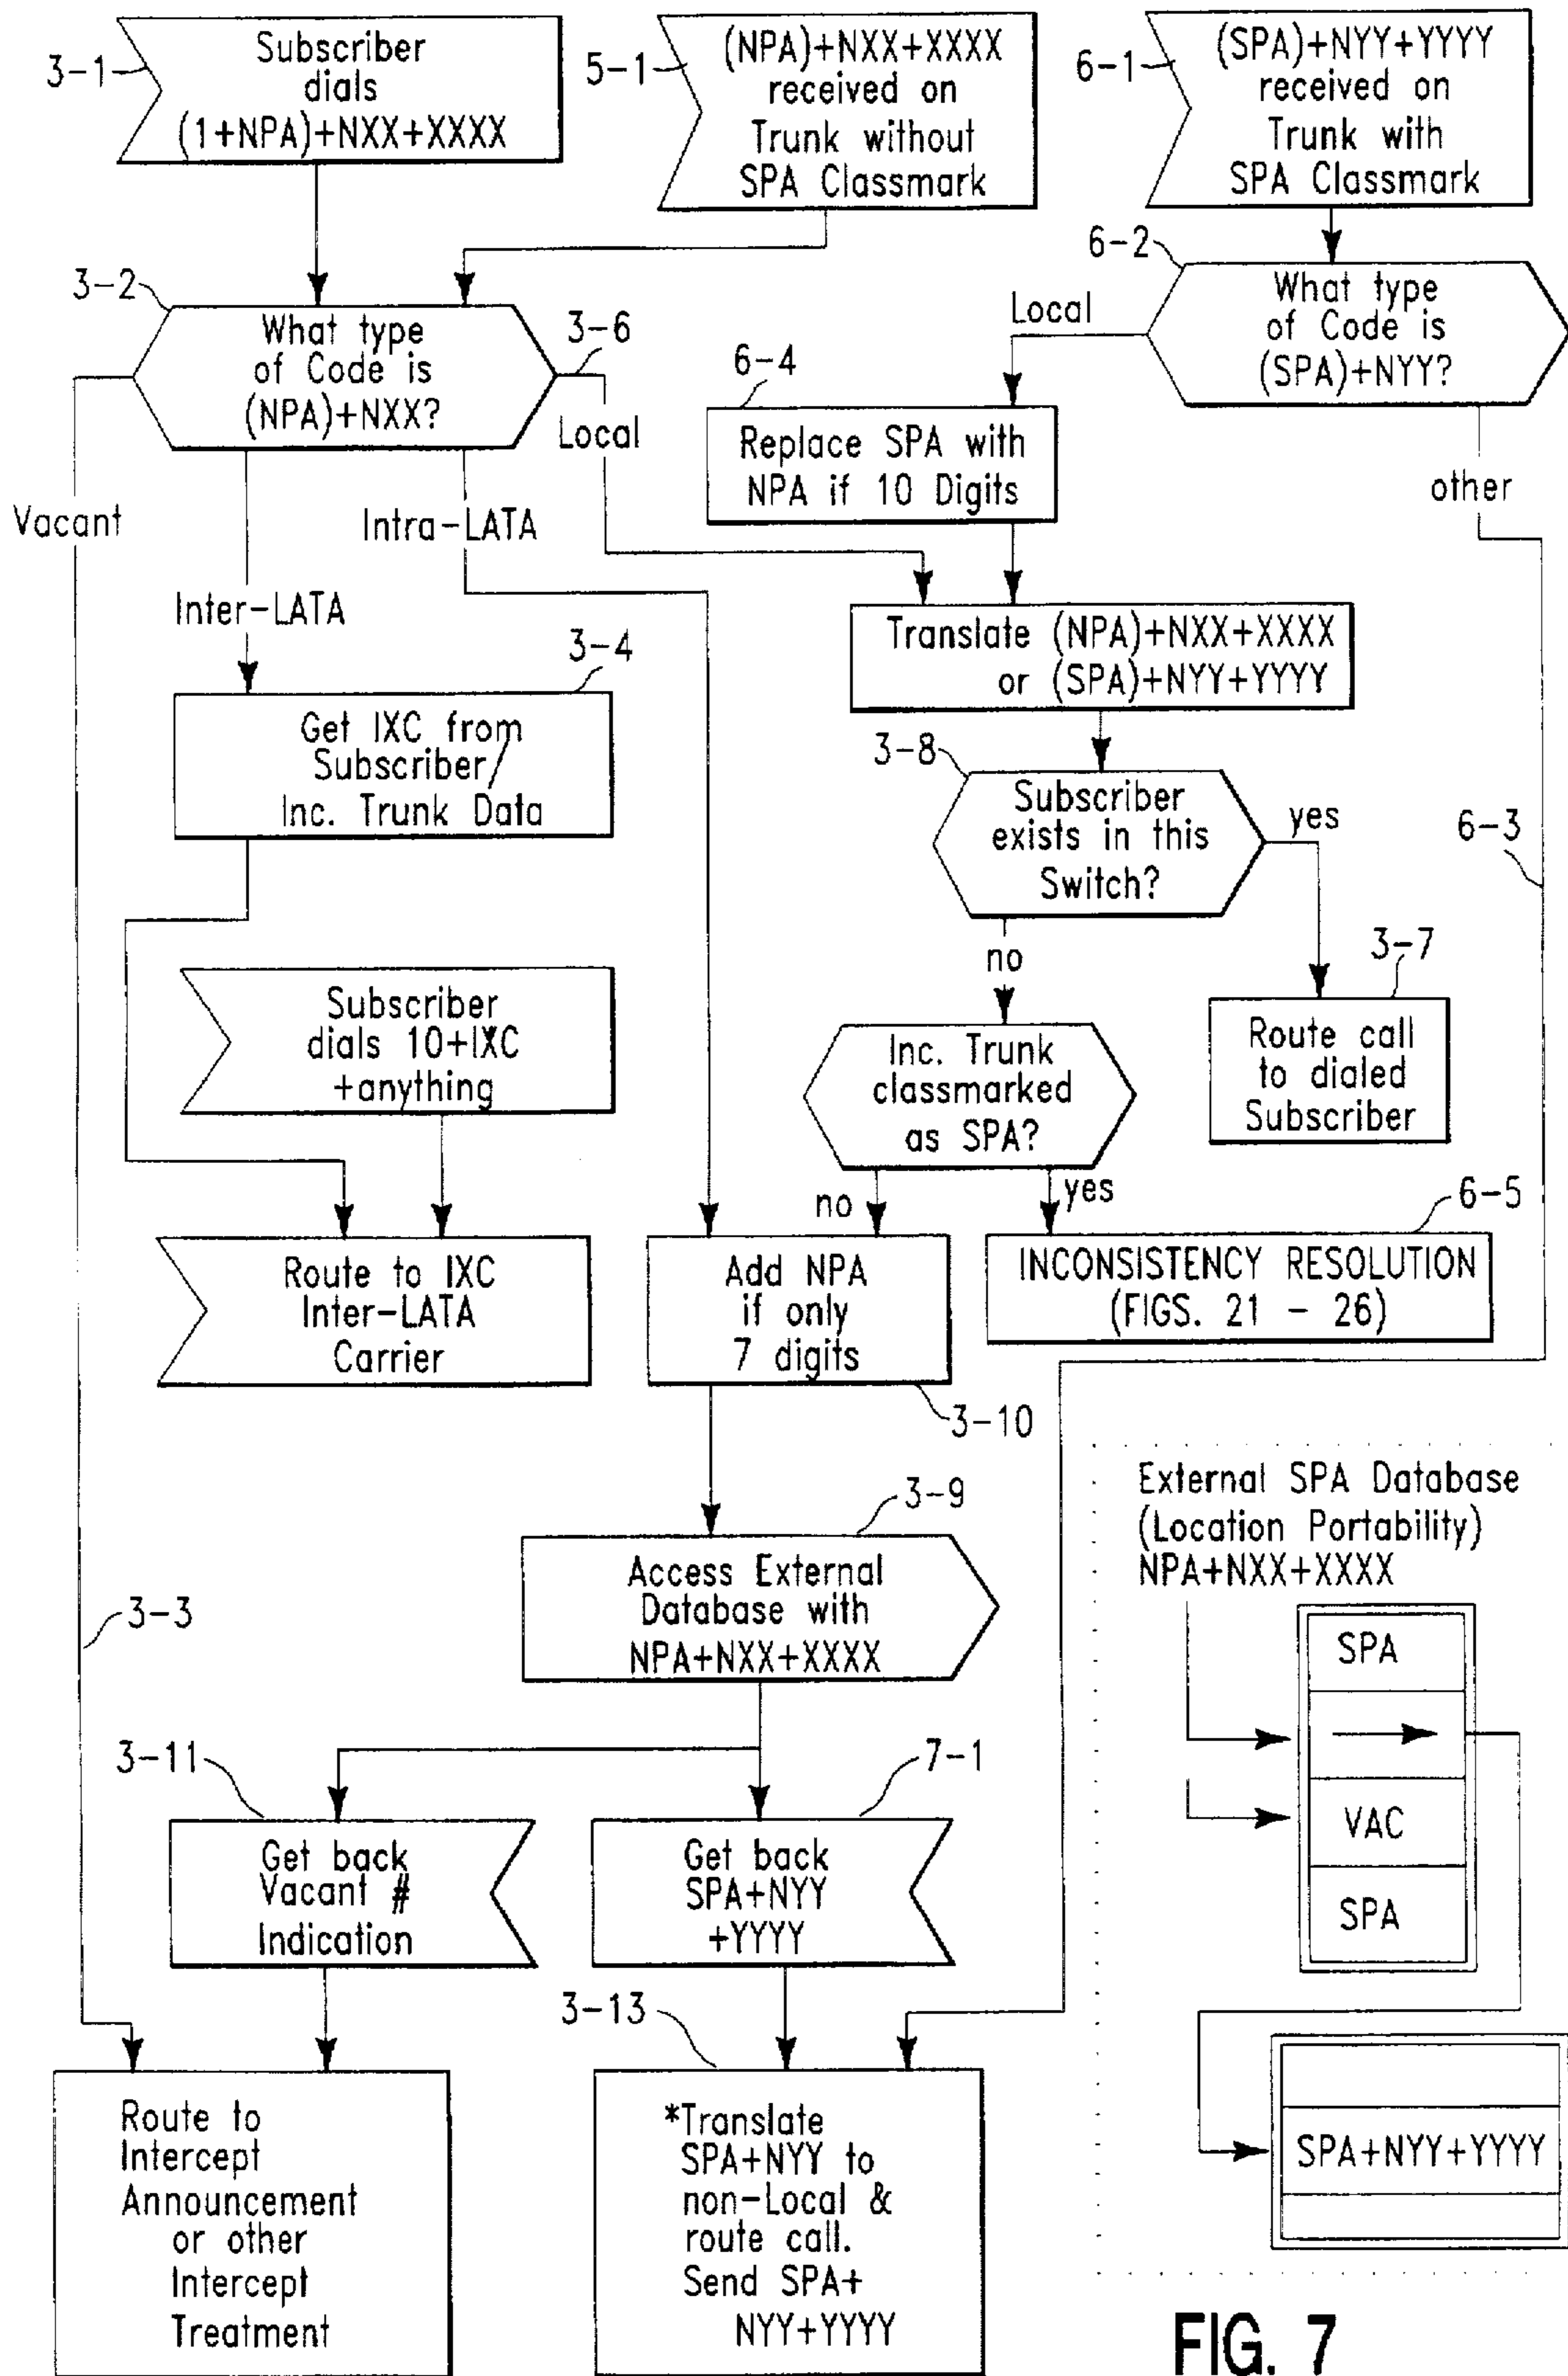 3-1
Subscriber
dials
(1+NPA)+NXX+XXXX
5-1
(NPA)+NXX+XXXX
received on
Trunk without
SPA Classmark
6-1
(SPA)+NYY+YYYY
received on
Trunk with
SPA Classmark
3-2
What type
of Code is
(NPA)+NXX?
3-6
Local
6-2
What type
of Code is
(SPA)+NYY?
Local
6-4
Replace SPA with
NPA if 10 Digits
other
Vacant
Intra-LATA
Inter-LATA
Translate (NPA)+NXX+XXXX
or (SPA)+NYY+YYYY
3-4
Get IXC from
Subscriber/
Inc. Trunk Data
3-8
Subscriber
exists in this
Switch?
yes
6-3
no
3-7
Route call
to dialed
Subscriber
Subscriber
dials 10+IXC
+anything
Inc. Trunk
classmarked
as SPA?
no
yes
6-5
Route to IXC
Inter-LATA
Carrier
Add NPA
if only
7 digits
INCONSISTENCY RESOLUTION
(FIGS. 21 - 26)
3-10
3-9
Access External
Database with
NPA+NXX+XXXX
3-3
External SPA Database
(Location Portability)
NPA+NXX+XXXX
SPA
VAC
SPA
SPA+NYY+YYYY
3-11
Get back
Vacant #
Indication
7-1
Get back
SPA+NYY
+YYYY
3-13
Route to
Intercept
Announcement
or other
Intercept
Treatment
*Translate
SPA+NYY to
non-Local &
route call.
Send SPA+
NYY+YYYY
FIG. 7